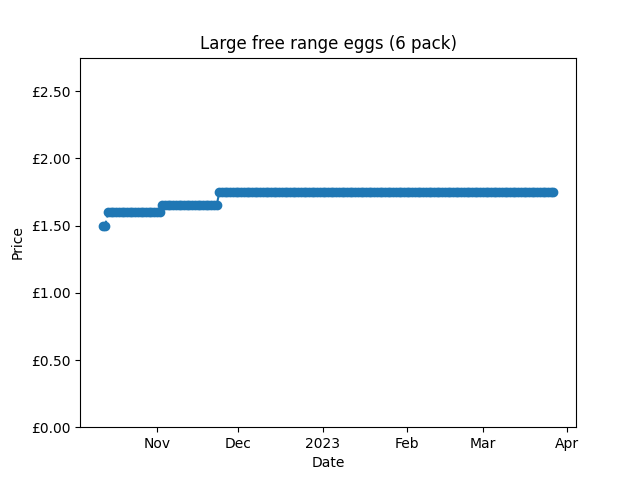 Large free range eggs (6 pack)
£2.50
£2.00
£1.50
£1.00
£0.50
£0.00
Price
Nov Dec 2023 Feb Mar Apr
Date